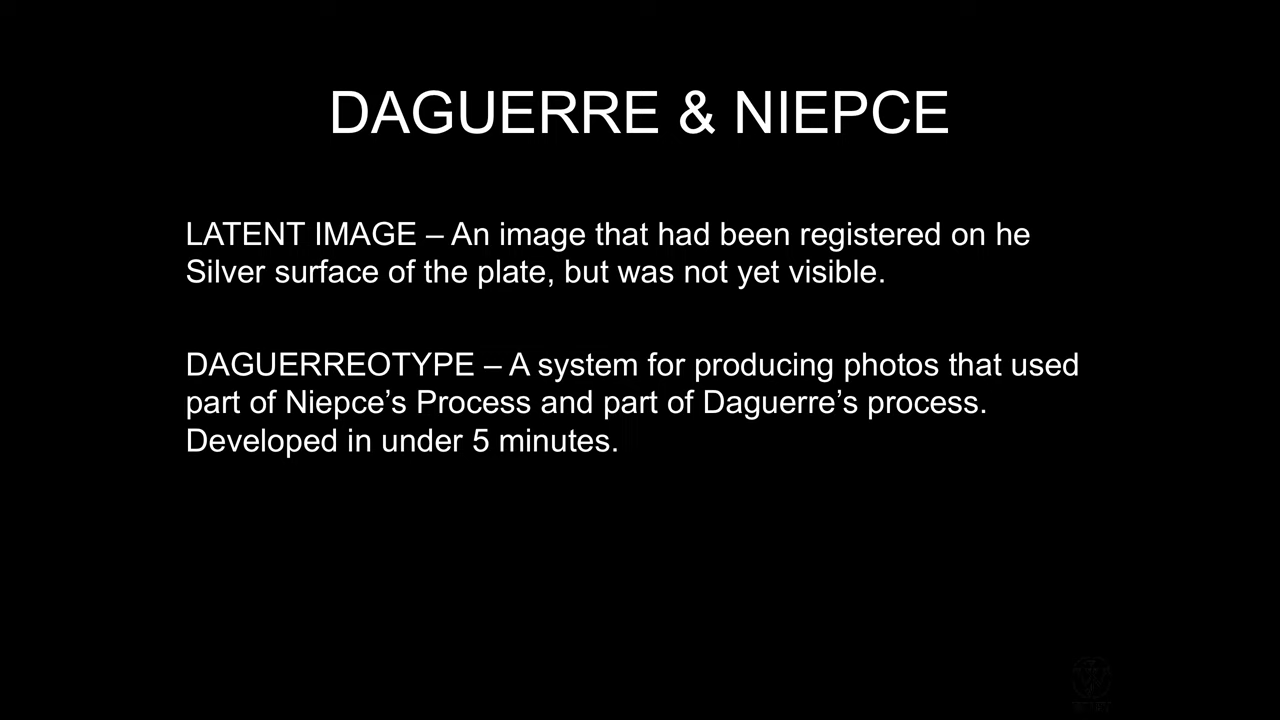 DAGUERRE & NIEPCE
LATENT IMAGE – An image that had been registered on he
Silver surface of the plate, but was not yet visible.
DAGUERREOTYPE – A system for producing photos that used
part of Niepce’s Process and part of Daguerre’s process.
Developed in under 5 minutes.